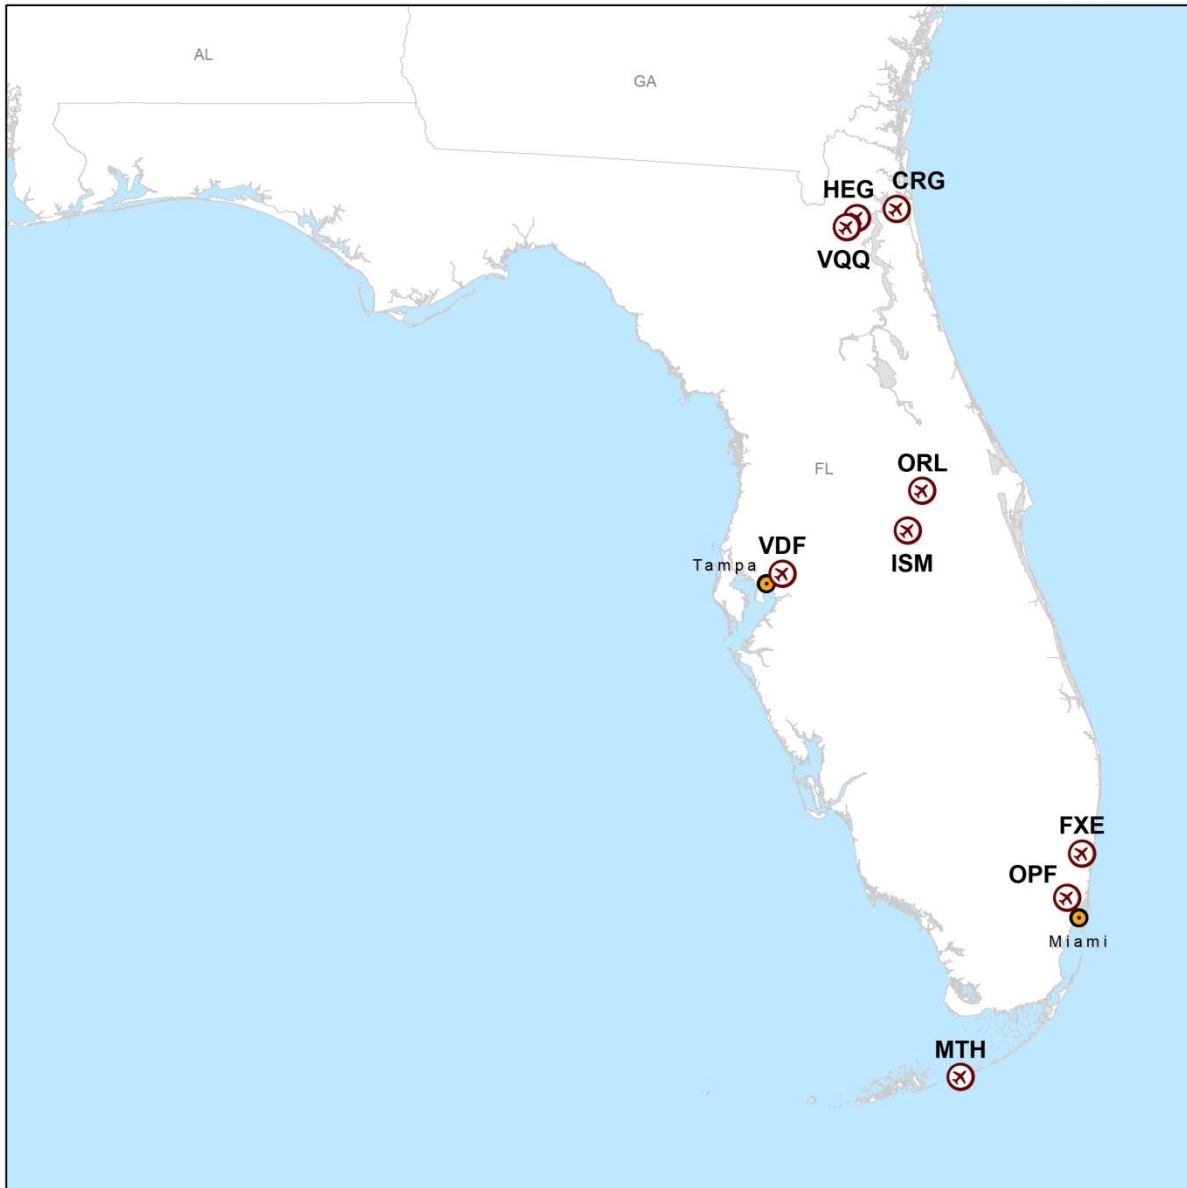 AL
GA
CRG
HEG
VQQ
ORL
FL
VDF
Tampa
ISM
FXE
OPF
Miami
MTH